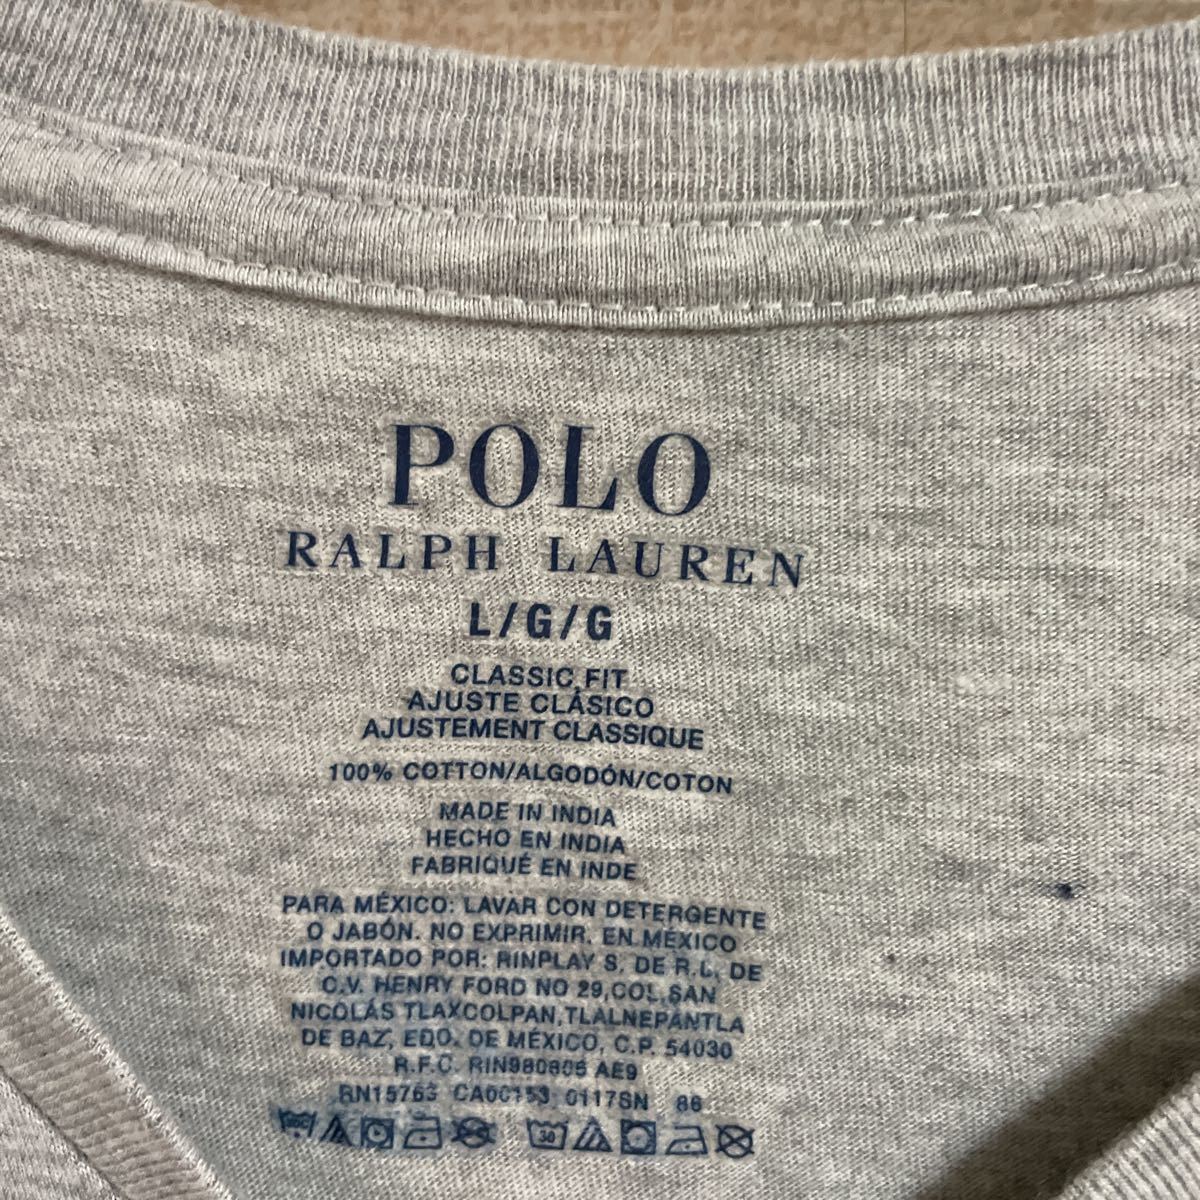 POLO
RALPH LAUREN
L/G/G
CLASSIC FIT
AJUSTE CLÁSICO
AJUSTEMENT CLASSIQUE
100% COTTON/ALGODÓN/COTON
MADE IN INDIA
HECHO EN INDIA
FABRIQUÉ EN INDE
PARA MÉXICO: LAVAR CON DETERGENTE
O JABÓN. NO EXPRIMIR. EN MÉXICO
IMPORTADO POR: RINPLAY S. DE R.L. DE
C.V. HENRY FORD NO 29,COL.SAN
NICOLÁS TLAXCOLPAN,TLALNEPANTLA
DE BAZ, EDO. DE MÉXICO, C.P. 54030
R.F.C. RIN980806 AE9
RN15763 CA00153 0117SN 86
30